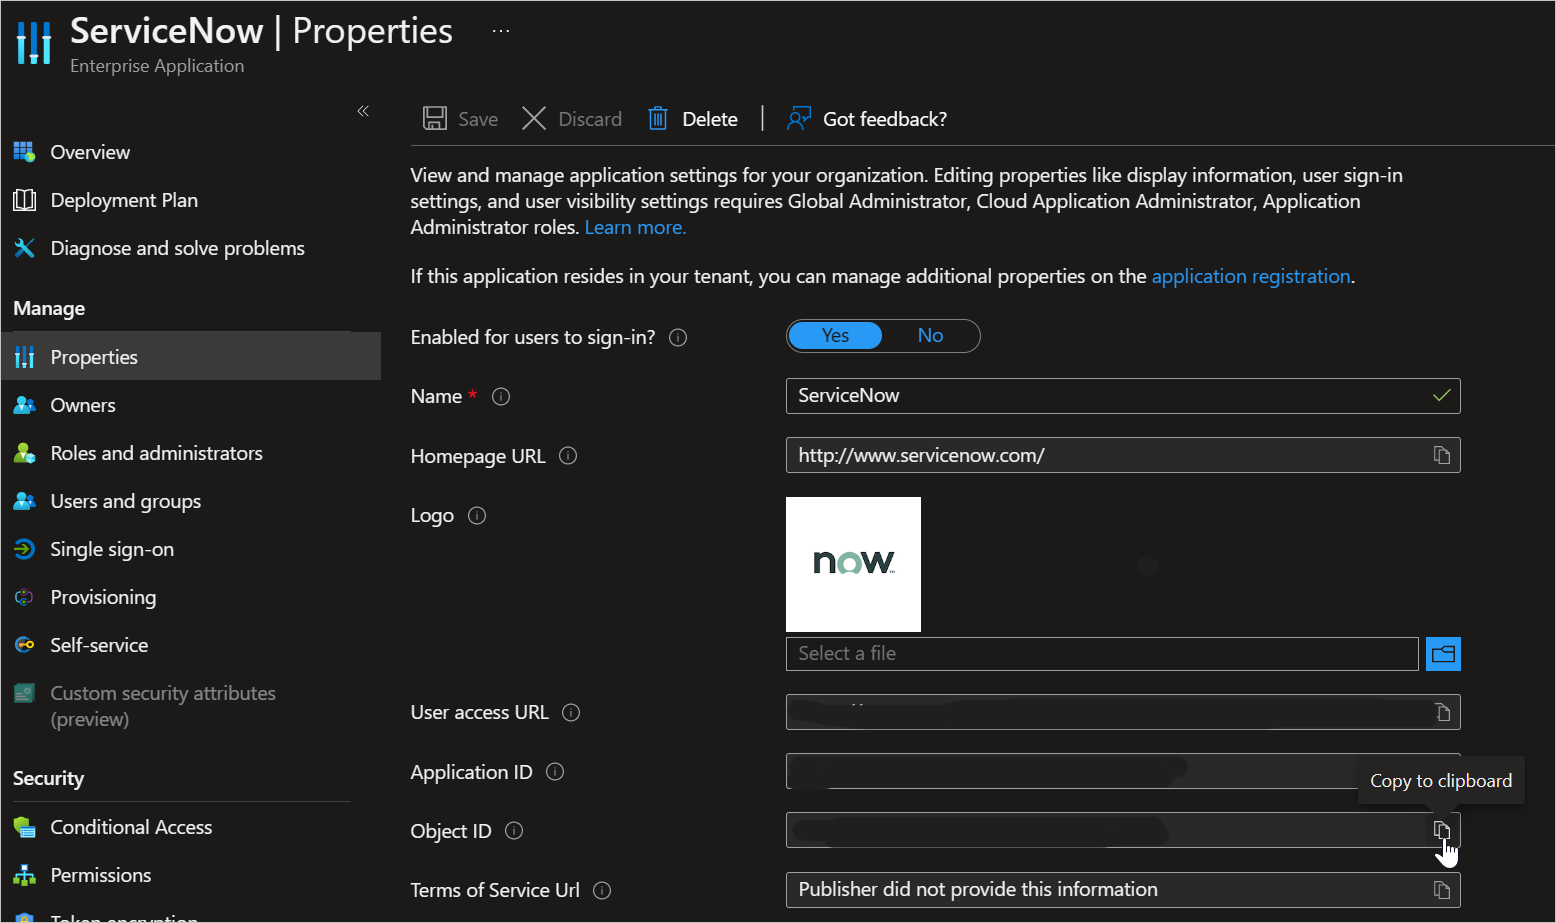 ServiceNow | Properties ...
Enterprise Application
Save Discard Delete | Got feedback?
View and manage application settings for your organization. Editing properties like display information, user sign-in
settings, and user visibility settings requires Global Administrator, Cloud Application Administrator, Application
Administrator roles. Learn more.
If this application resides in your tenant, you can manage additional properties on the application registration.
Overview
Deployment Plan
Diagnose and solve problems
Manage
Properties
Owners
Roles and administrators
Users and groups
Single sign-on
Provisioning
Self-service
Custom security attributes
(preview)
Security
Conditional Access
Permissions
Token encryption
Enabled for users to sign-in? Yes No
Name * ServiceNow
Homepage URL http://www.servicenow.com/
Logo
now
Select a file
User access URL
Application ID
Copy to clipboard
Object ID
Terms of Service Url Publisher did not provide this information